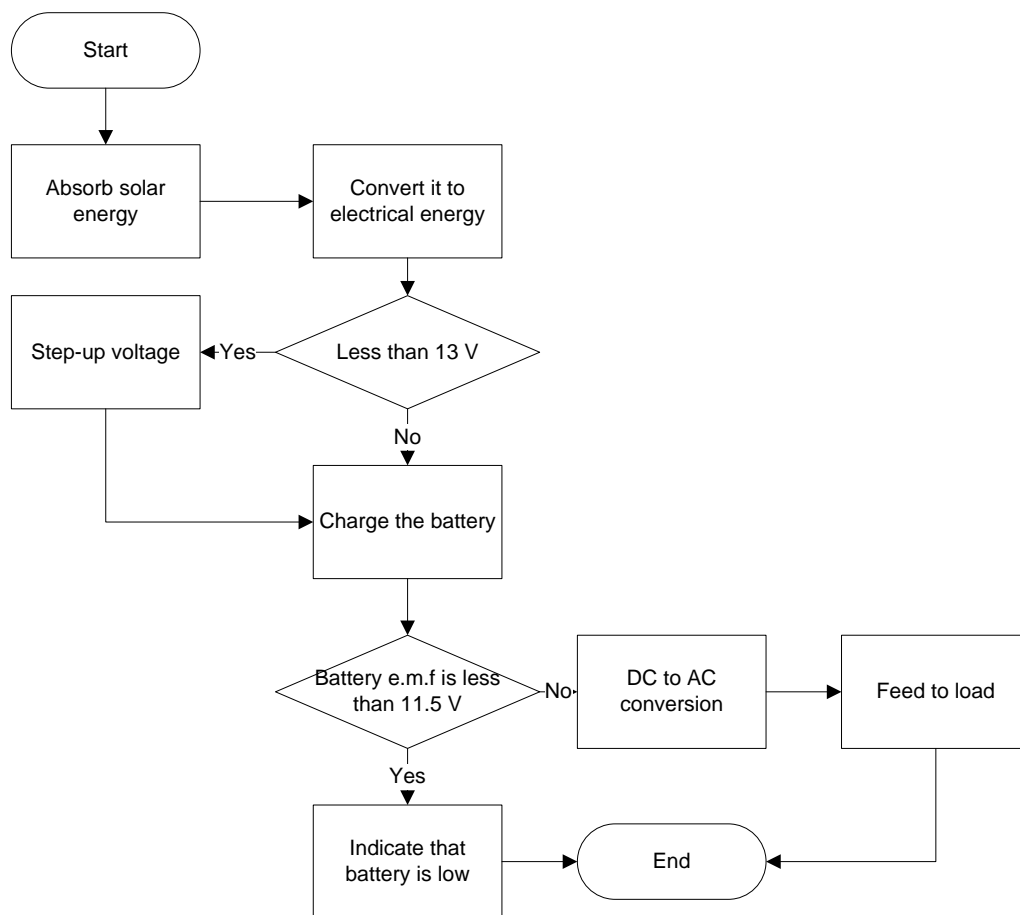 Start
Absorb solar
energy
Convert it to
electrical energy
Step-up voltage
Yes
Less than 13 V
No
Charge the battery
Battery e.m.f is less
than 11.5 V
No
DC to AC
conversion
Feed to load
Yes
Indicate that
battery is low
End